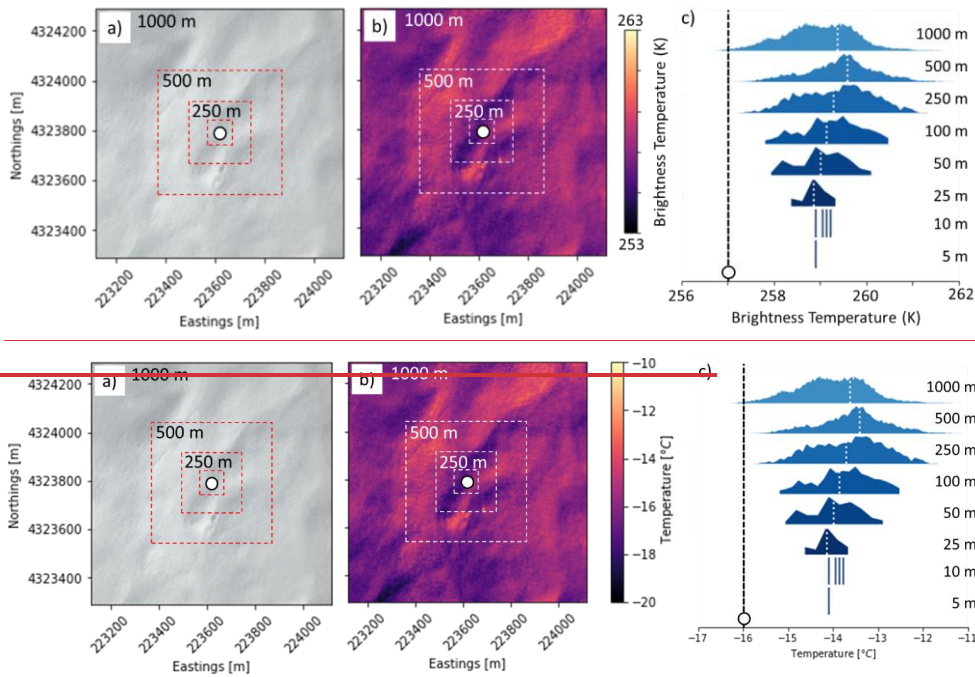 a)
1000 m
500 m
250 m
4324200
4324000
4323800
4323600
4323400
Northings [m]
223200
223400
223600
223800
224000
Eastings [m]
b)
1000 m
500 m
250 m
223200
223400
223600
223800
224000
Eastings [m]
263
Brightness Temperature (K)
253
c)
1000 m
500 m
250 m
100 m
50 m
25 m
10 m
5 m
256
258
260
262
Brightness Temperature (K)
a)
1000 m
500 m
250 m
4324200
4324000
4323800
4323600
4323400
Northings [m]
223200
223400
223600
223800
224000
Eastings [m]
b)
1000 m
500 m
250 m
223200
223400
223600
223800
224000
Eastings [m]
−10
−12
−14
−16
−18
−20
Temperature [°C]
c)
1000 m
500 m
250 m
100 m
50 m
25 m
10 m
5 m
−17
−16
−15
−14
−13
−12
−11
Temperature [°C]